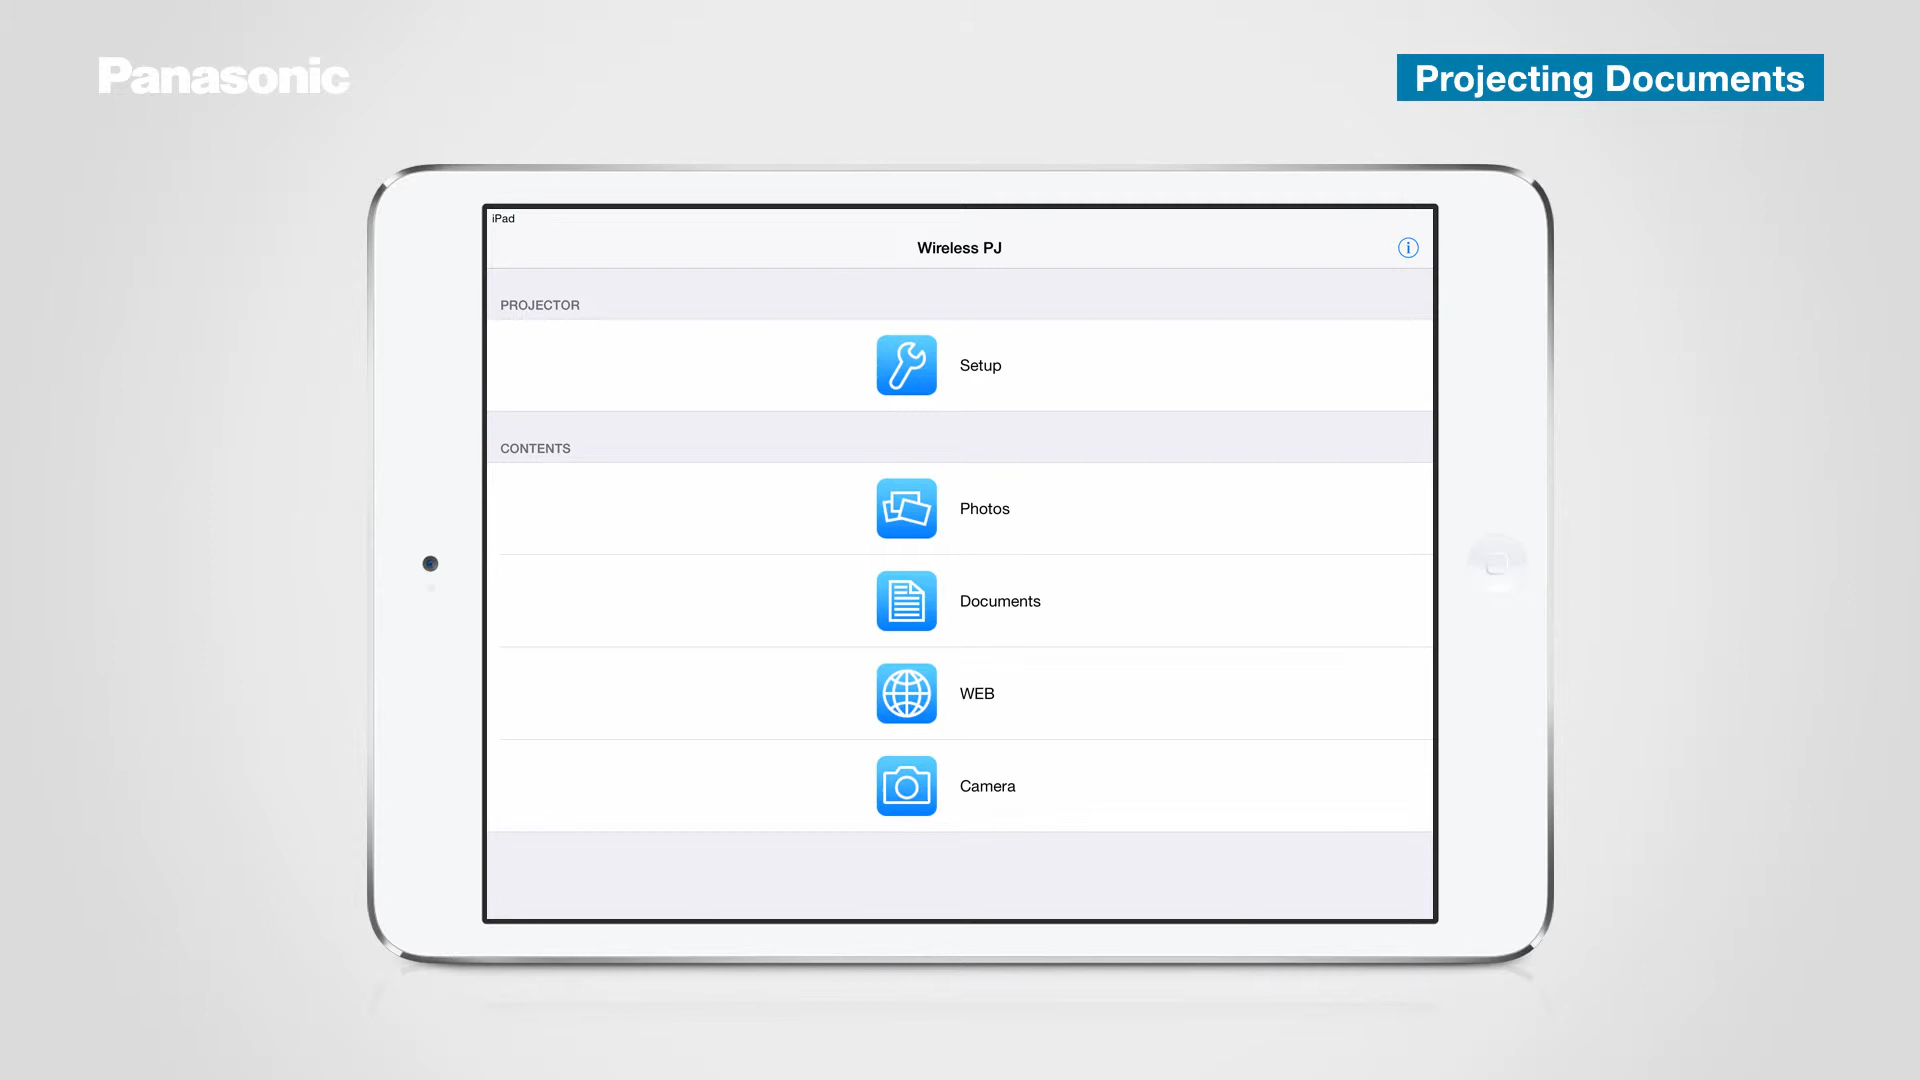 Panasonic
Projecting Documents
iPad
Wireless PJ
PROJECTOR
Setup
CONTENTS
Photos
Documents
WEB
Camera